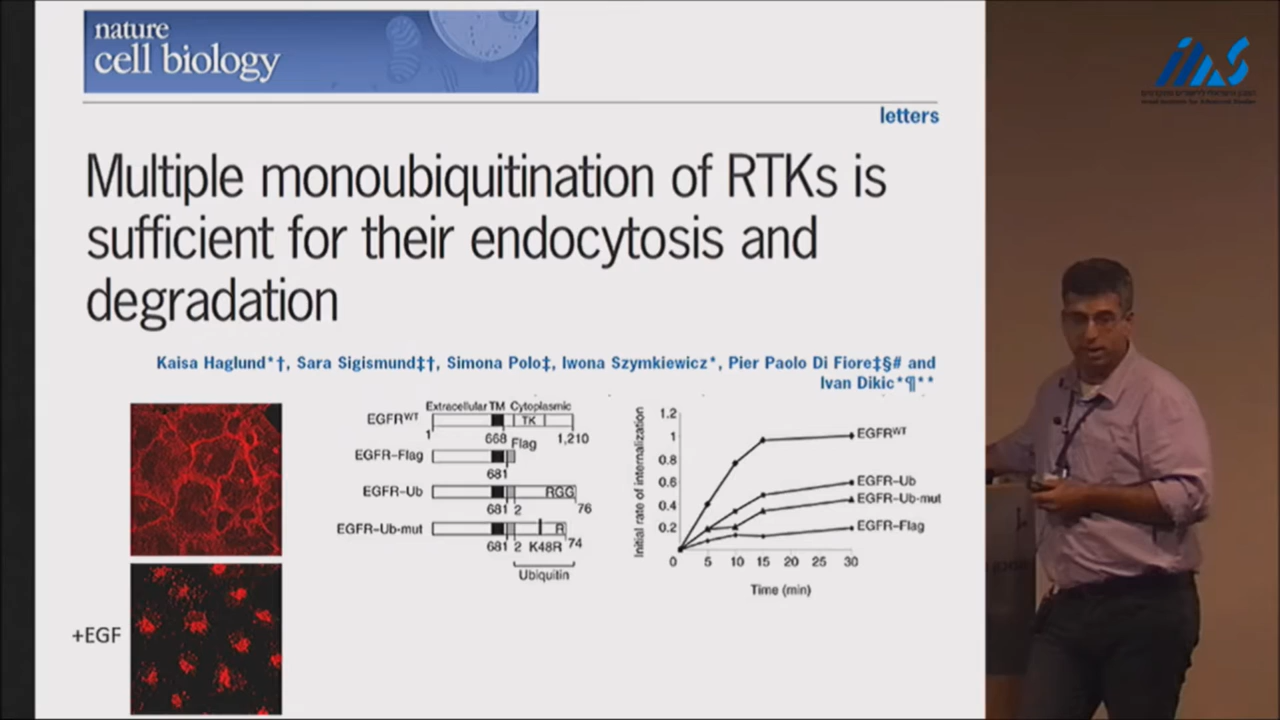 nature
cell biology
letters
Multiple monoubiquitination of RTKs is
sufficient for their endocytosis and
degradation
Kaisa Haglund*†, Sara Sigismund‡†, Simona Polo‡, Iwona Szymkiewicz*, Pier Paolo Di Fiore‡§# and
Ivan Dikic*¶**
+EGF
Extracellular TM Cytoplasmic
EGFRWT
TK
1 668 1,210
Flag
EGFR–Flag
681
EGFR–Ub
RGG
681 2 76
EGFR–Ub-mut
R
681 2 K48R 74
Ubiquitin
Initial rate of internalization
1.2
1
0.8
0.6
0.4
0.2
0 5 10 15 20 25 30
Time (min)
EGFRWT
EGFR–Ub
EGFR–Ub-mut
EGFR–Flag
iias